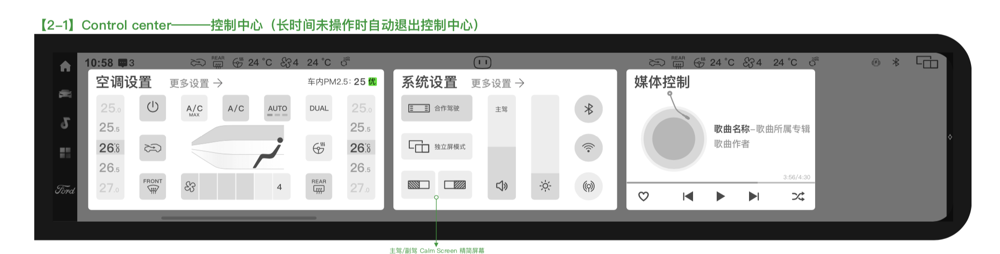 【2-1】Control center———控制中心（长时间未操作时自动退出控制中心）
10:58 3 REAR 24 °C 4 24 °C REAR 24 °C 4 24 °C
空调设置 更多设置 → 车内PM2.5: 25 优
25.0
25.5
26.0 °C
26.5
27.0
A/C MAX
A/C
AUTO
DUAL
FRONT
4
REAR
25.0
25.5
26.0 °C
26.5
27.0
系统设置 更多设置 →
合作驾驶
独立屏模式
主驾
媒体控制
歌曲名称-歌曲所属专辑
歌曲作者
3:56/4:30
Ford
主驾/副驾 Calm Screen 精简屏幕